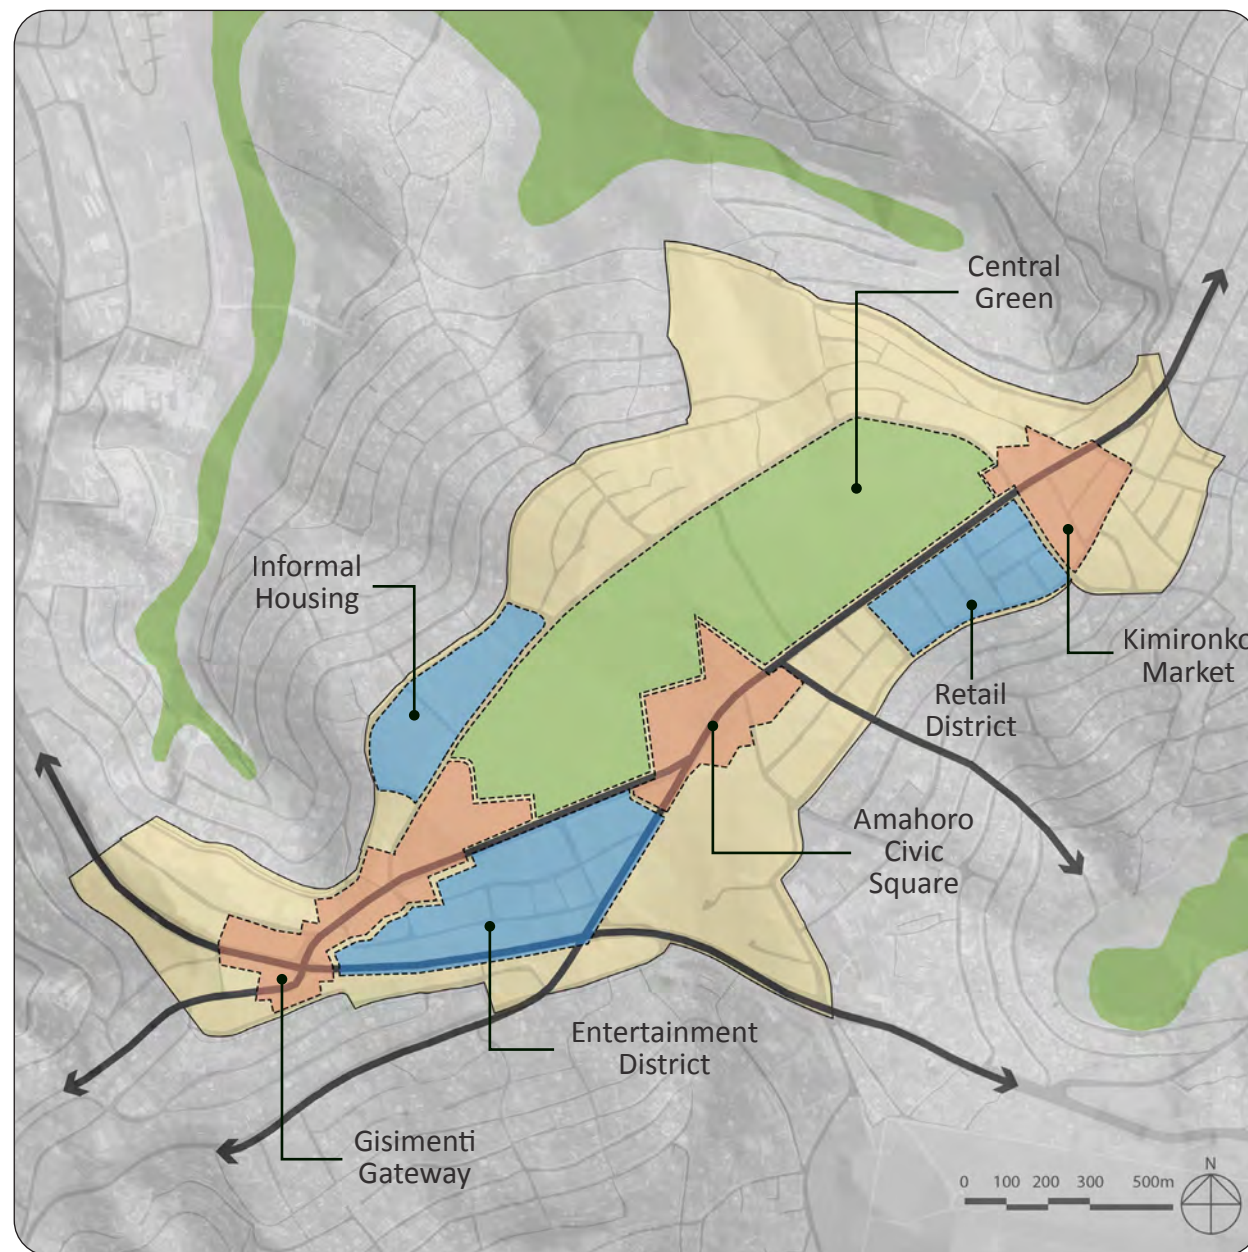 Central
Green
Informal
Housing
Kimironko
Market
Retail
District
Amahoro
Civic
Square
Entertainment
District
Gisimenti
Gateway
N
0 100 200 300 500m